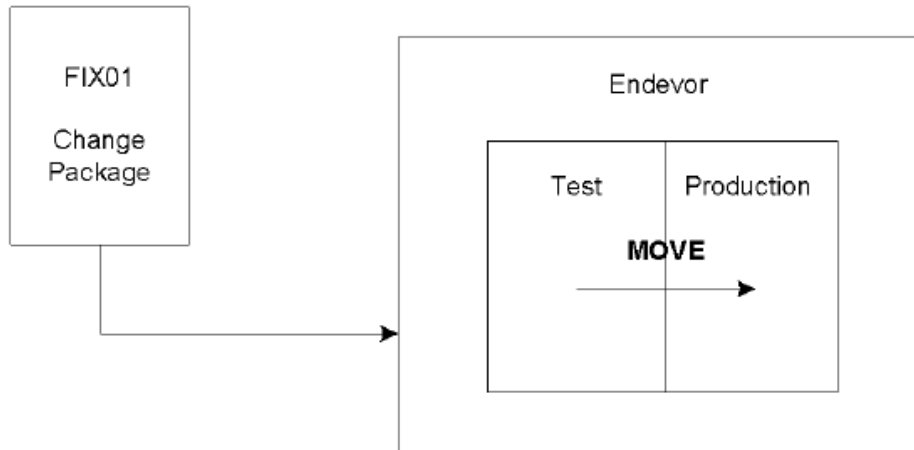 FIX01
Change
Package
Endevor
Test
Production
MOVE